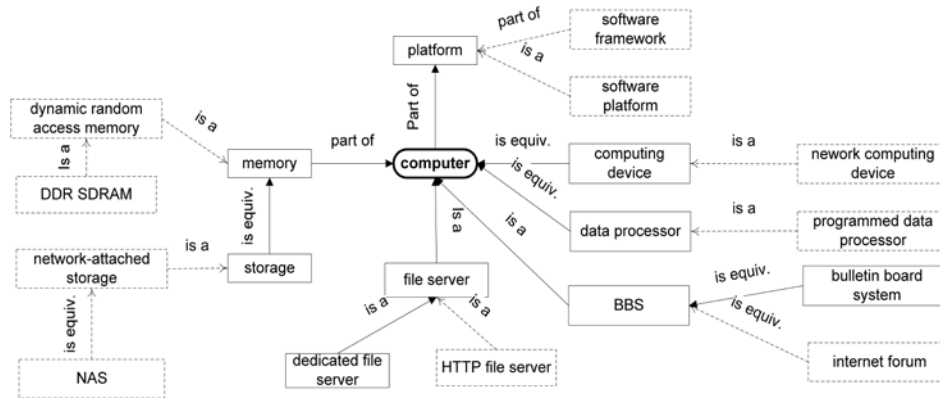 part of
software
framework
platform
is a
software
platform
Part of
dynamic random
access memory
is a
part of
is equiv.
Is a
memory
computer
computing
device
is a
nework computing
device
DDR SDRAM
is equiv.
is equiv.
is a
is a
data processor
programmed data
processor
network-attached
storage
is a
storage
Is a
is equiv.
file server
is equiv.
bulletin board
system
BBS
is equiv.
is a
is a
NAS
dedicated file
server
HTTP file server
internet forum